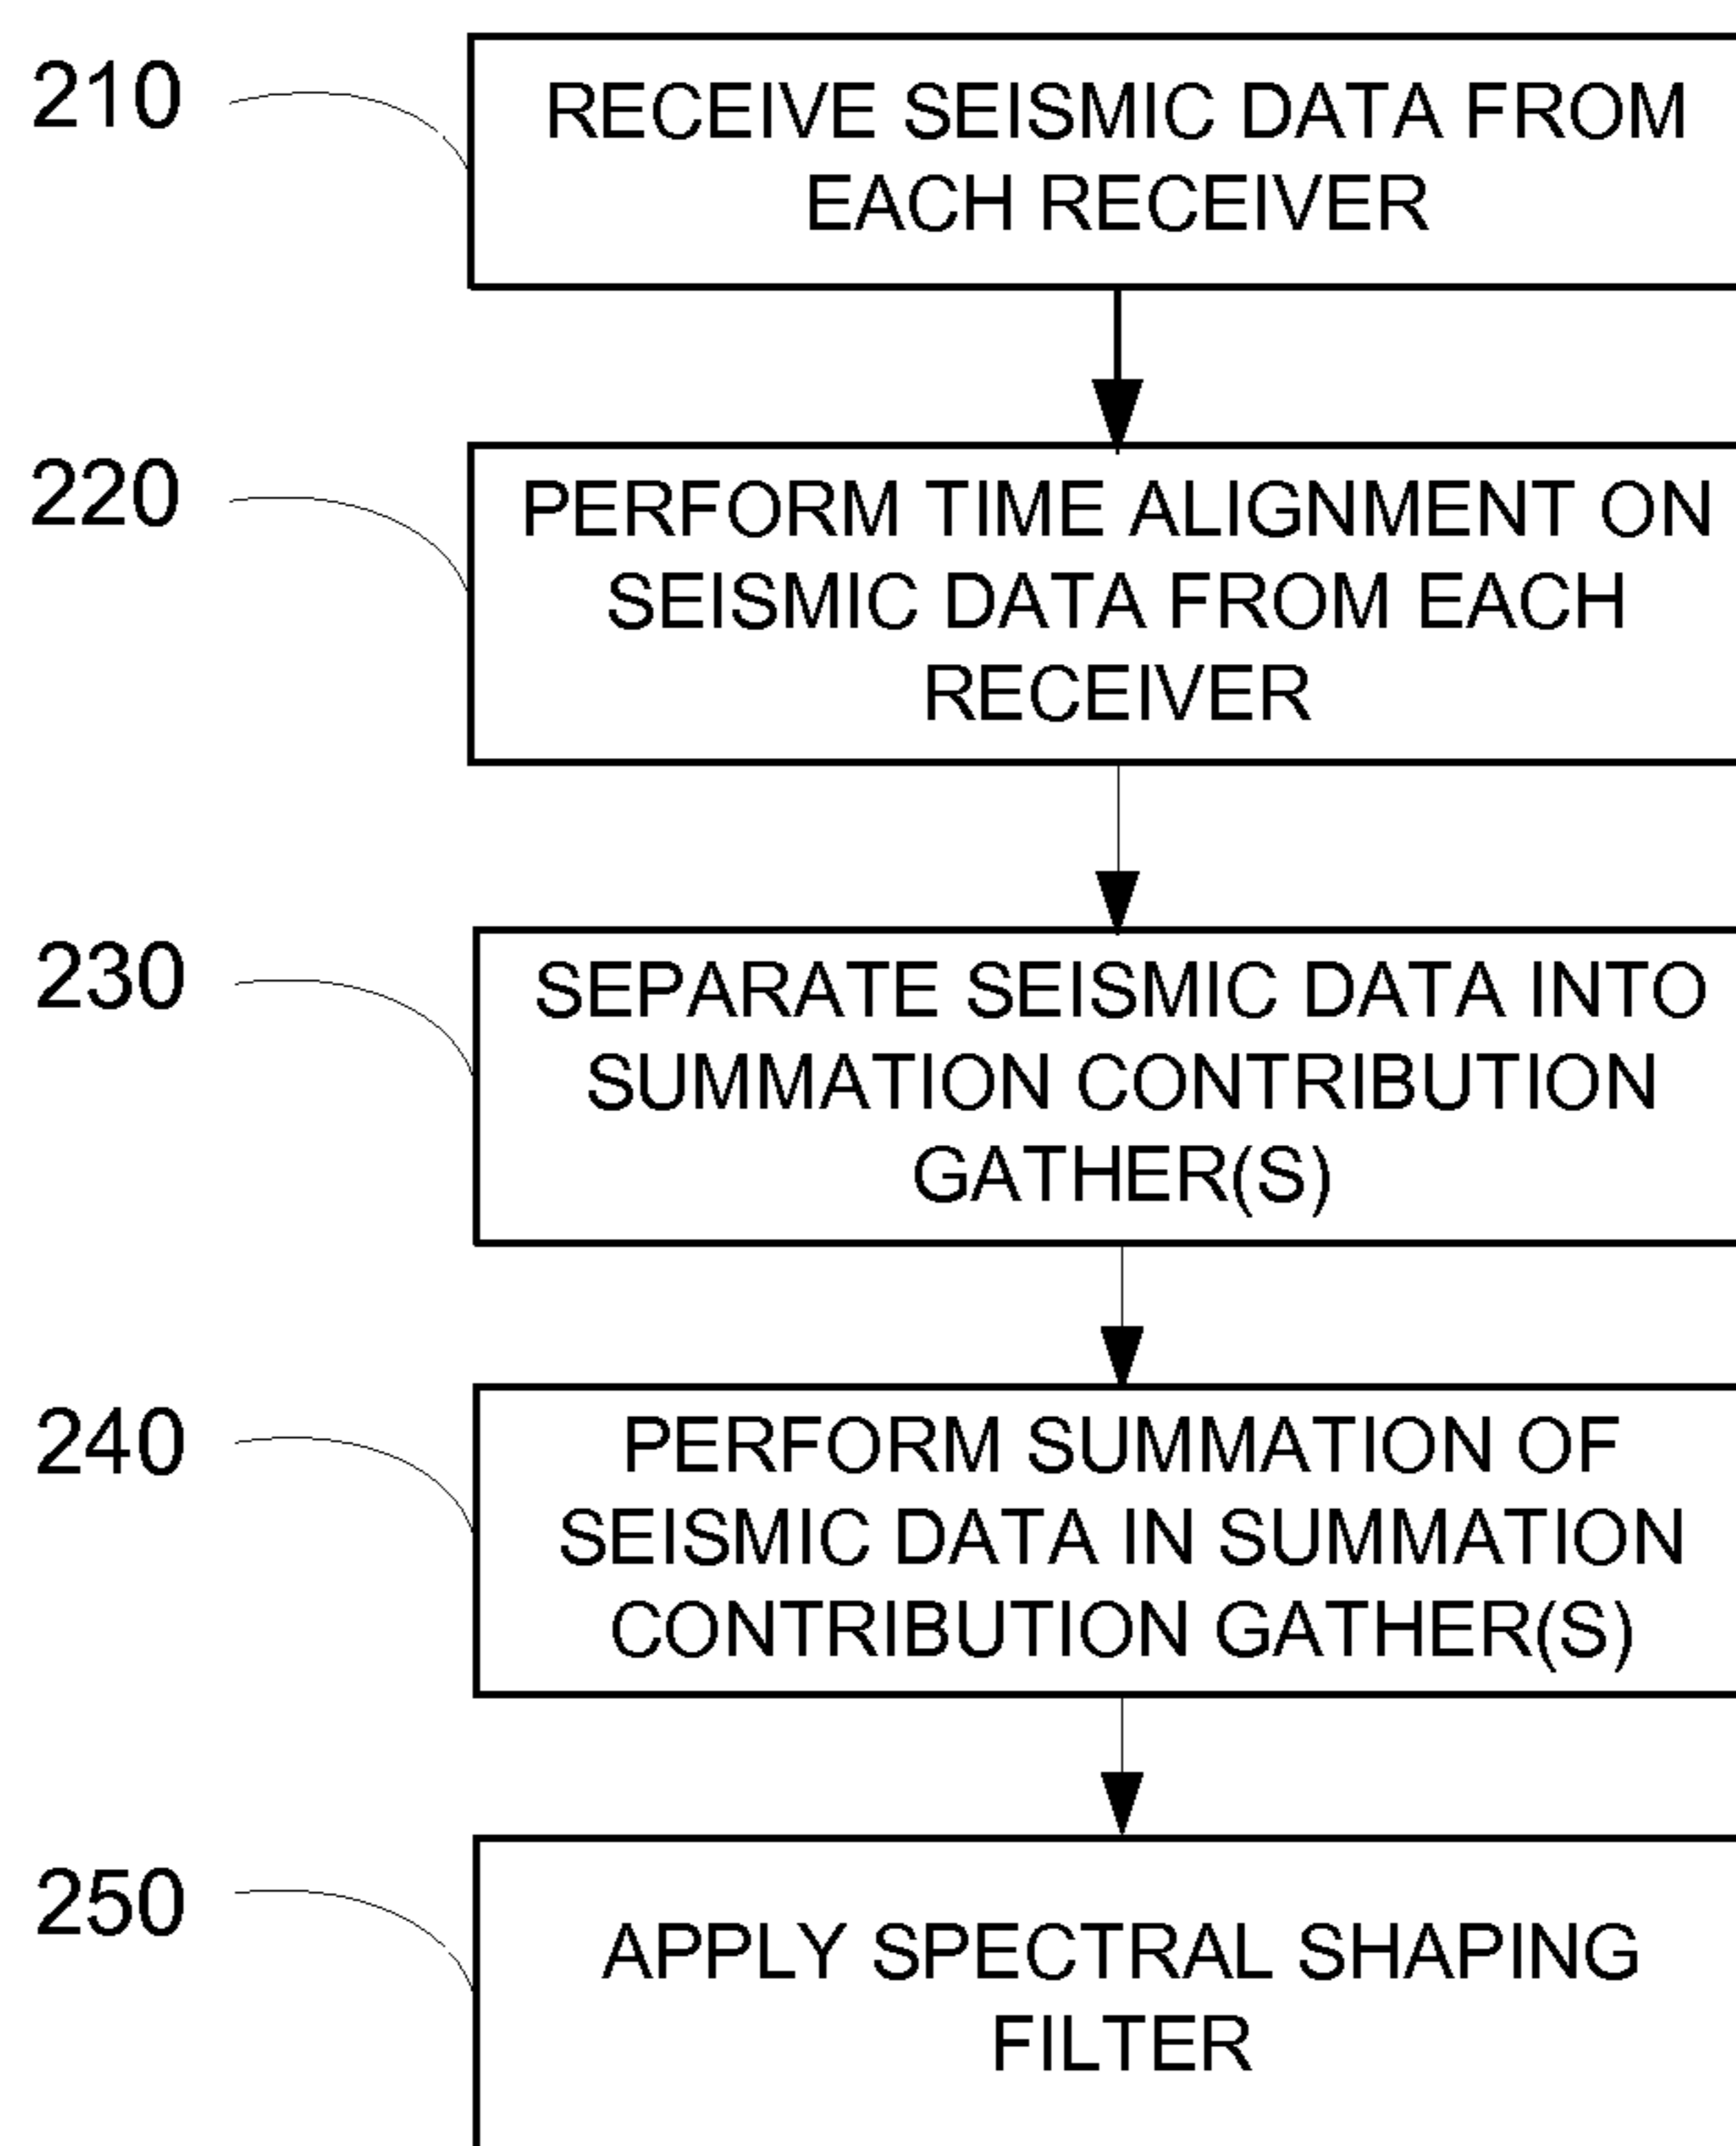 210
RECEIVE SEISMIC DATA FROM
EACH RECEIVER
220
PERFORM TIME ALIGNMENT ON
SEISMIC DATA FROM EACH
RECEIVER
230
SEPARATE SEISMIC DATA INTO
SUMMATION CONTRIBUTION
GATHER(S)
240
PERFORM SUMMATION OF
SEISMIC DATA IN SUMMATION
CONTRIBUTION GATHER(S)
250
APPLY SPECTRAL SHAPING
FILTER